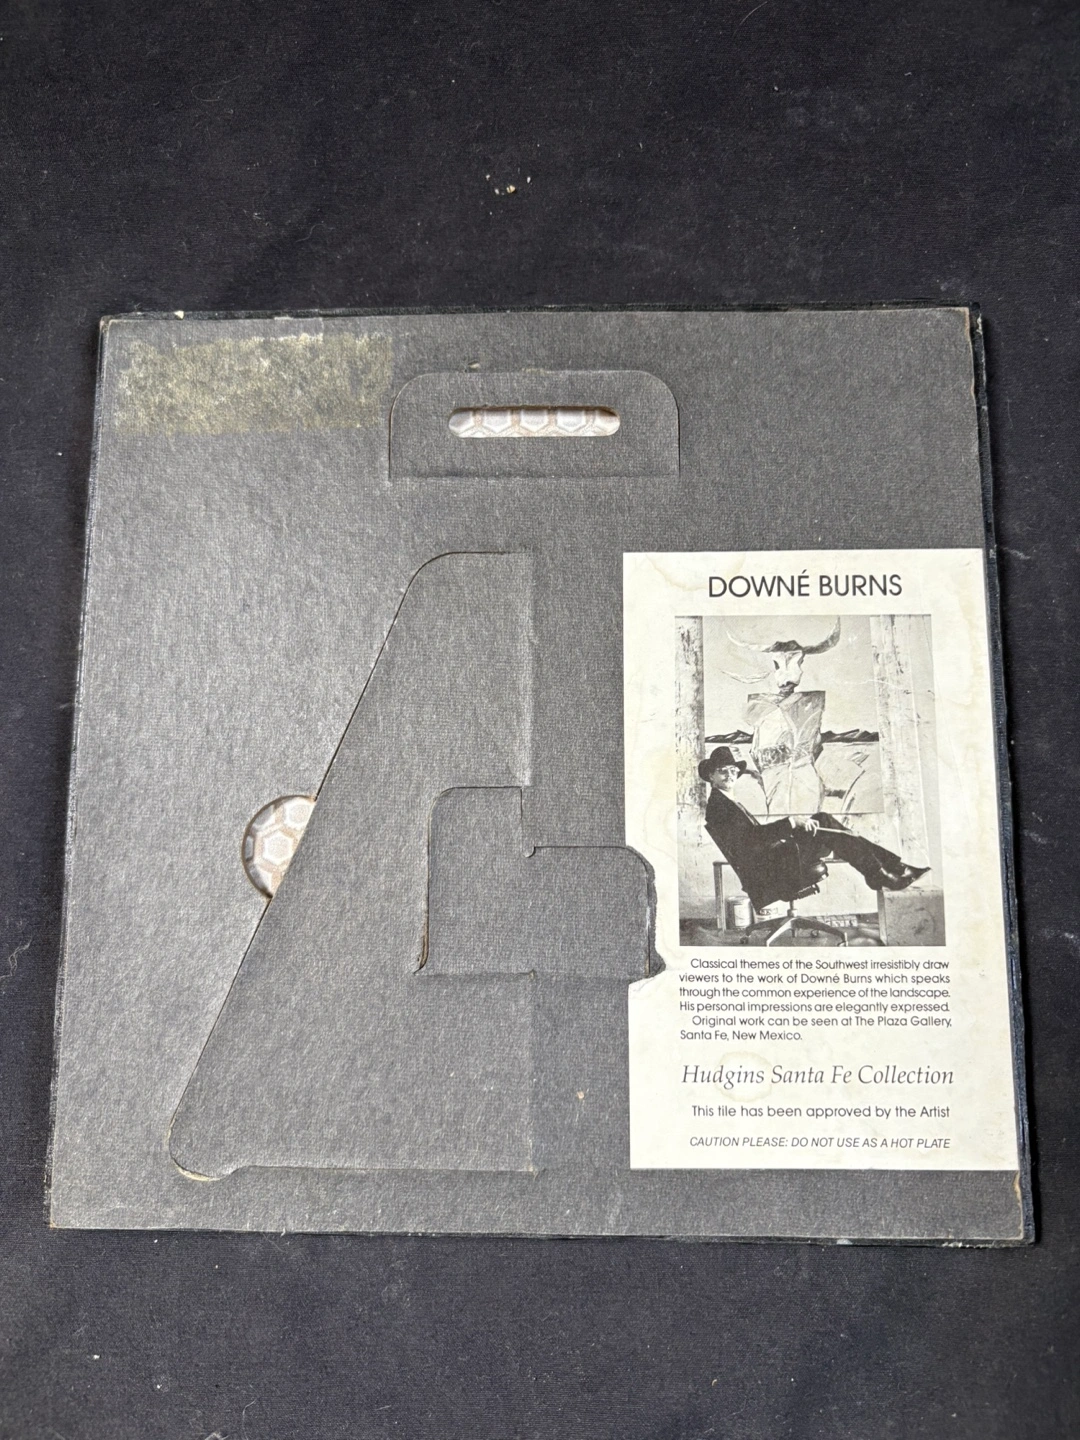 DOWNÉ BURNS
Classical themes of the Southwest irresistibly draw
viewers to the work of Downé Burns which speaks
through the common experience of the landscape.
His personal impressions are elegantly expressed.
Original work can be seen at The Plaza Gallery,
Santa Fe, New Mexico.
Hudgins Santa Fe Collection
This tile has been approved by the Artist
CAUTION PLEASE: DO NOT USE AS A HOT PLATE